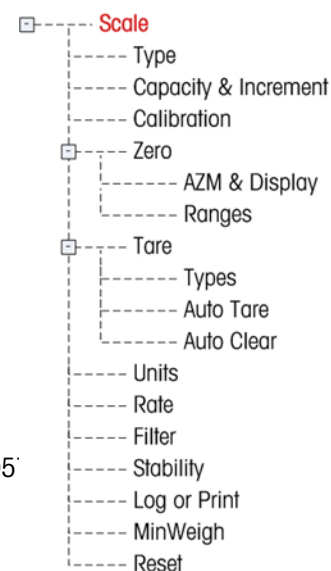 Scale
Type
Capacity & Increment
Calibration
Zero
AZM & Display
Ranges
Tare
Types
Auto Tare
Auto Clear
Units
Rate
Filter
Stability
Log or Print
MinWeigh
Reset